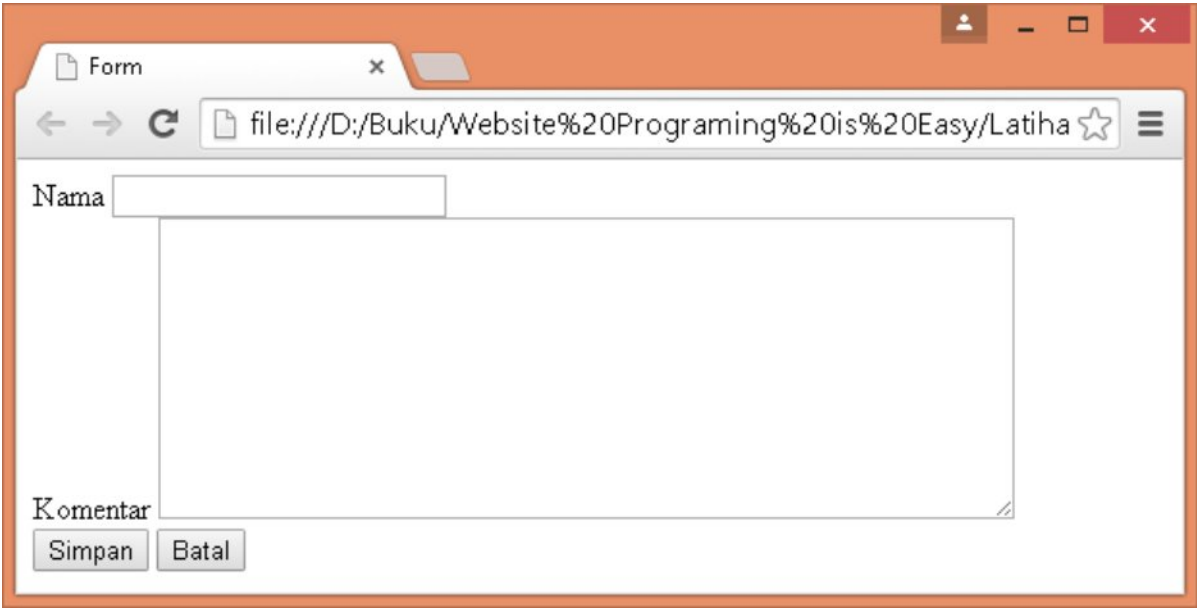 Form
file:///D:/Buku/Website%20Programing%20is%20Easy/Latiha
Nama
Komentar
Simpan Batal